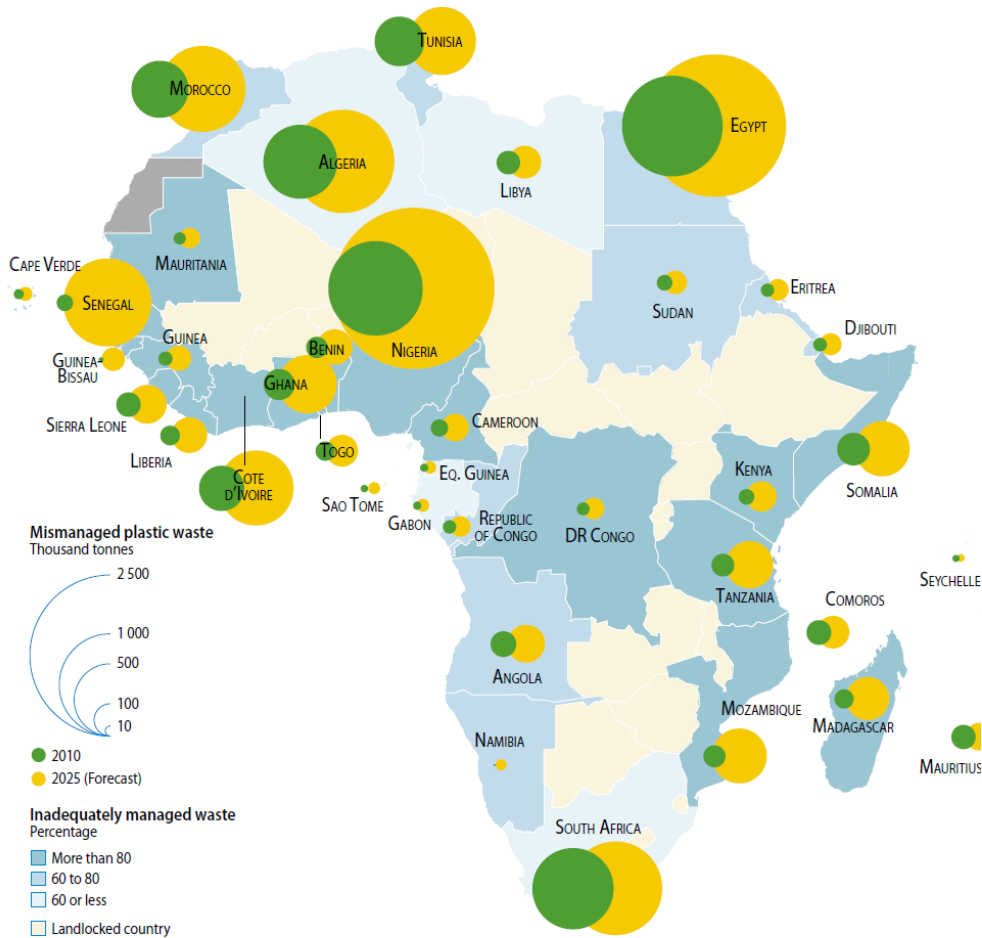 TUNISIA
MOROCCO
EGYPT
ALGERIA
LIBYA
MAURITANIA
CAPE VERDE
SENEGAL
SUDAN
ERITREA
DJIBOUTI
GUINEA
BENIN
NIGERIA
GUINEA-
BISSAU
GHANA
SIERRA LEONE
CAMEROON
LIBERIA
TOGO
KENYA
SOMALIA
COTE
D'IVOIRE
EQ. GUINEA
SAO TOME
GABON
REPUBLIC
OF CONGO
DR CONGO
TANZANIA
SEYCHELLE
COMOROS
ANGOLA
MOZAMBIQUE
MADAGASCAR
NAMIBIA
MAURITIUS
SOUTH AFRICA
Mismanaged plastic waste
Thousand tonnes
2 500
1 000
500
100
10
2010
2025 (Forecast)
Inadequately managed waste
Percentage
More than 80
60 to 80
60 or less
Landlocked country